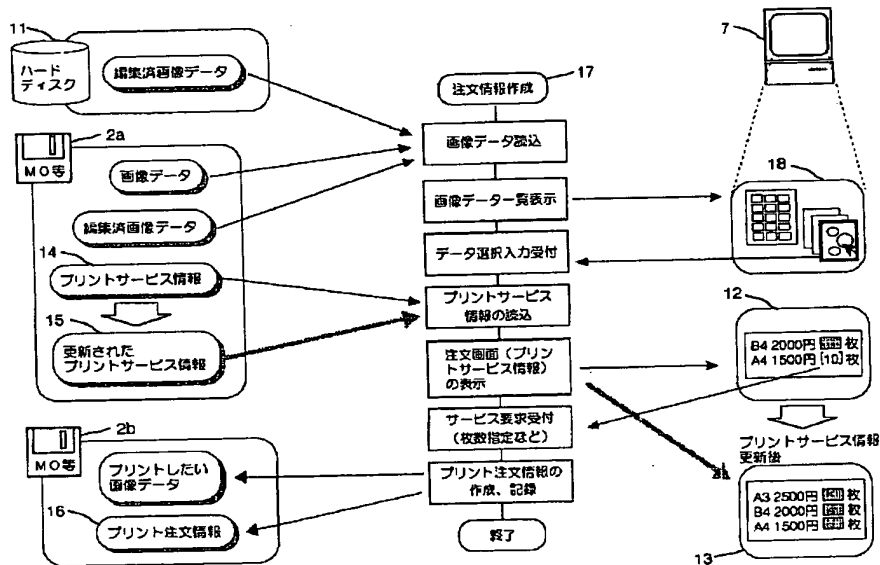 11
ハード
ディスク
編集済画像データ
2a
MO等
画像データ
編集済画像データ
14
プリントサービス情報
15
更新された
プリントサービス情報
2b
MO等
プリントしたい
画像データ
16
プリント注文情報
17
注文情報作成
画像データ読込
画像データ一覧表示
データ選択入力受付
プリントサービス
情報の読込
注文画面（プリン
トサービス情報）
の表示
サービス要求受付
（枚数指定など）
プリント注文情報の
作成、記録
終了
7
18
12
B4 2000円 枚
A4 1500円 [10] 枚
プリントサービス情報
更新後
A3 2500円 枚
B4 2000円 枚
A4 1500円 枚
13